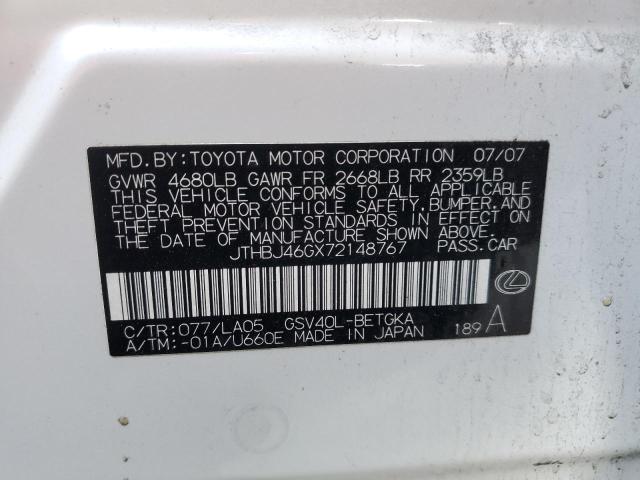 MFD.BY:TOYOTA MOTOR CORPORATION 07/07
GVWR 4680LB GAWR FR 2668LB RR 2359LB
THIS VEHICLE CONFORMS TO ALL APPLICABLE
FEDERAL MOTOR VEHICLE SAFETY,BUMPER,AND
THEFT PREVENTION STANDARDS IN EFFECT ON
THE DATE OF MANUFACTURE SHOWN ABOVE.
JTHBJ46GX72148767 PASS.CAR
C/TR:077/LA05 GSV40L-BETGKA
A/TM:-01A/U660E MADE IN JAPAN 189 A